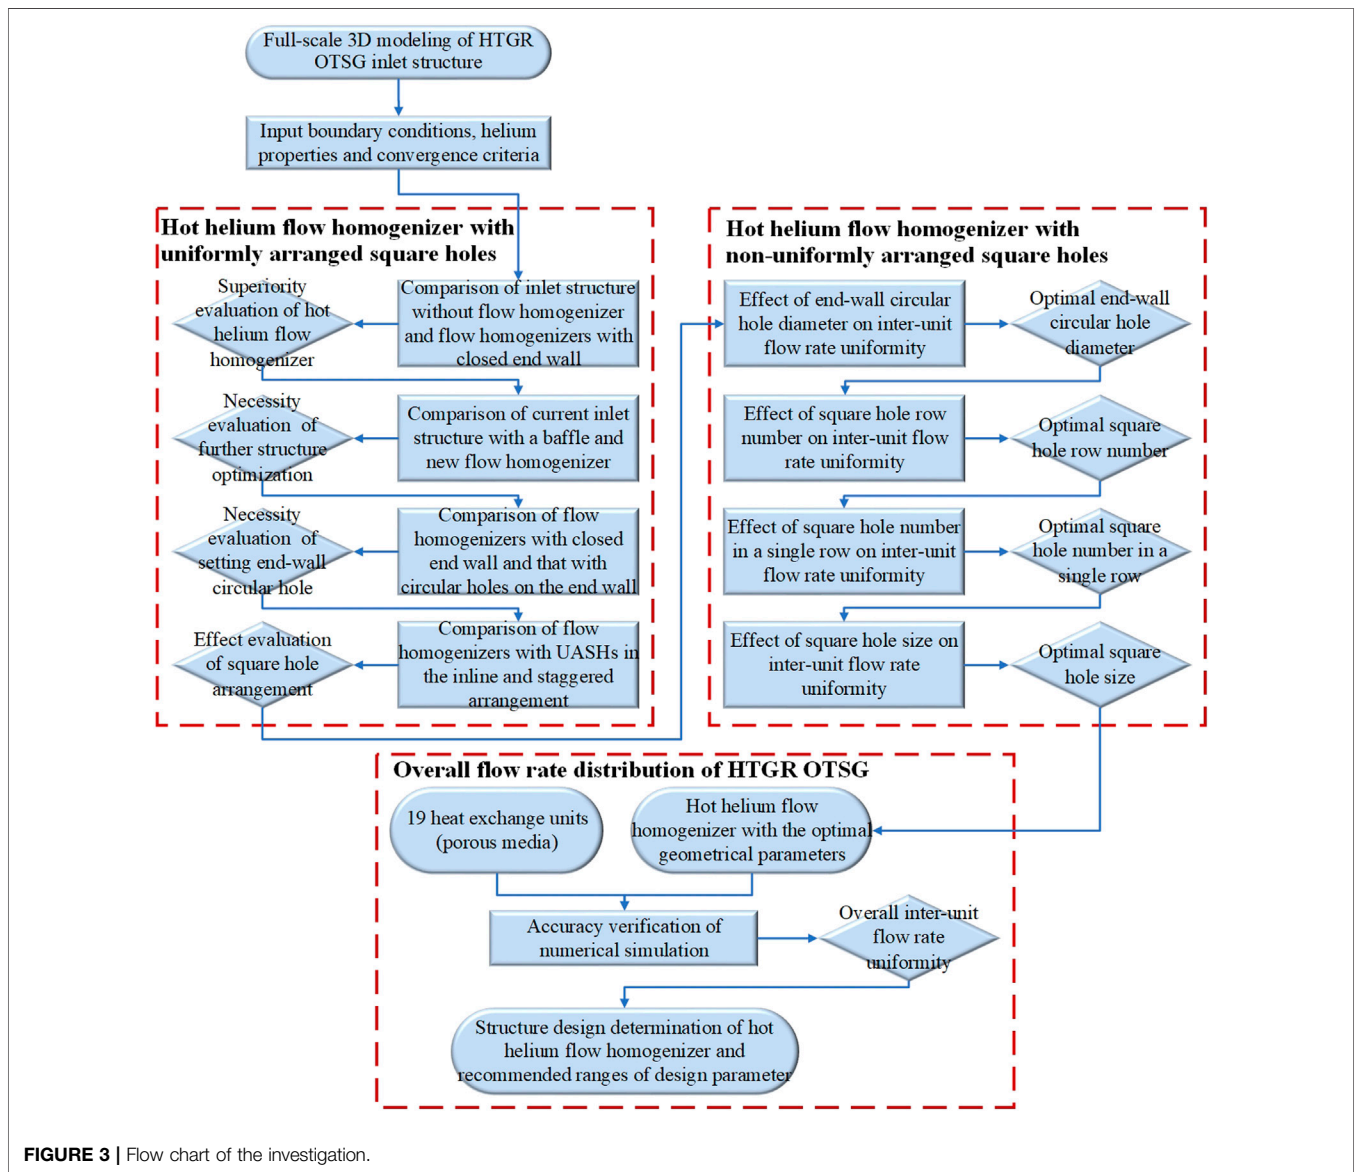 Full-scale 3D modeling of HTGR
OTSG inlet structure
Input boundary conditions, helium
properties and convergence criteria
Hot helium flow homogenizer with
uniformly arranged square holes
Superiority
evaluation of hot
helium flow
homogenizer
Comparison of inlet structure
without flow homogenizer
and flow homogenizers with
closed end wall
Necessity
evaluation of
further structure
optimization
Comparison of current inlet
structure with a baffle and
new flow homogenizer
Necessity
evaluation of
setting end-wall
circular hole
Comparison of flow
homogenizers with closed
end wall and that with
circular holes on the end wall
Effect evaluation
of square hole
arrangement
Comparison of flow
homogenizers with UASHs in
the inline and staggered
arrangement
Hot helium flow homogenizer with
non-uniformly arranged square holes
Effect of end-wall circular
hole diameter on inter-unit
flow rate uniformity
Optimal end-wall
circular hole
diameter
Effect of square hole row
number on inter-unit flow
rate uniformity
Optimal square
hole row number
Effect of square hole number
in a single row on inter-unit
flow rate uniformity
Optimal square
hole number in a
single row
Effect of square hole size on
inter-unit flow rate
uniformity
Optimal square
hole size
Overall flow rate distribution of HTGR OTSG
19 heat exchange units
(porous media)
Hot helium flow
homogenizer with the optimal
geometrical parameters
Accuracy verification of
numerical simulation
Overall inter-unit
flow rate
uniformity
Structure design determination of hot
helium flow homogenizer and
recommended ranges of design parameter
FIGURE 3 | Flow chart of the investigation.